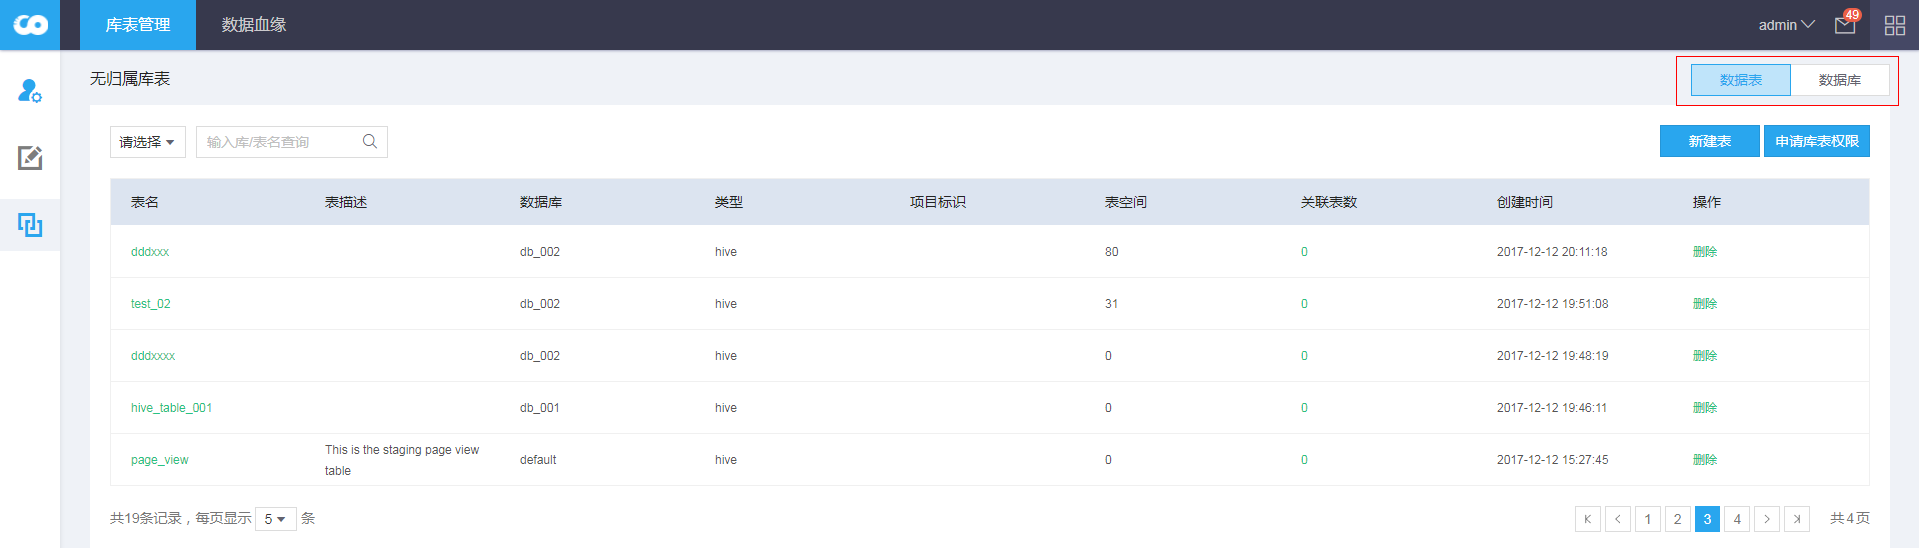 库表管理 数据血缘 admin 49
无归属库表 数据表 数据库
请选择 输入库/表名查询 新建表 申请库表权限
表名 表描述 数据库 类型 项目标识 表空间 关联表数 创建时间 操作
dddxxx db_002 hive 80 0 2017-12-12 20:11:18 删除
test_02 db_002 hive 31 0 2017-12-12 19:51:08 删除
dddxxxx db_002 hive 0 0 2017-12-12 19:48:19 删除
hive_table_001 db_001 hive 0 0 2017-12-12 19:46:11 删除
page_view This is the staging page view table default hive 0 0 2017-12-12 15:27:45 删除
共19条记录，每页显示 5 条 1 2 3 4 共4页